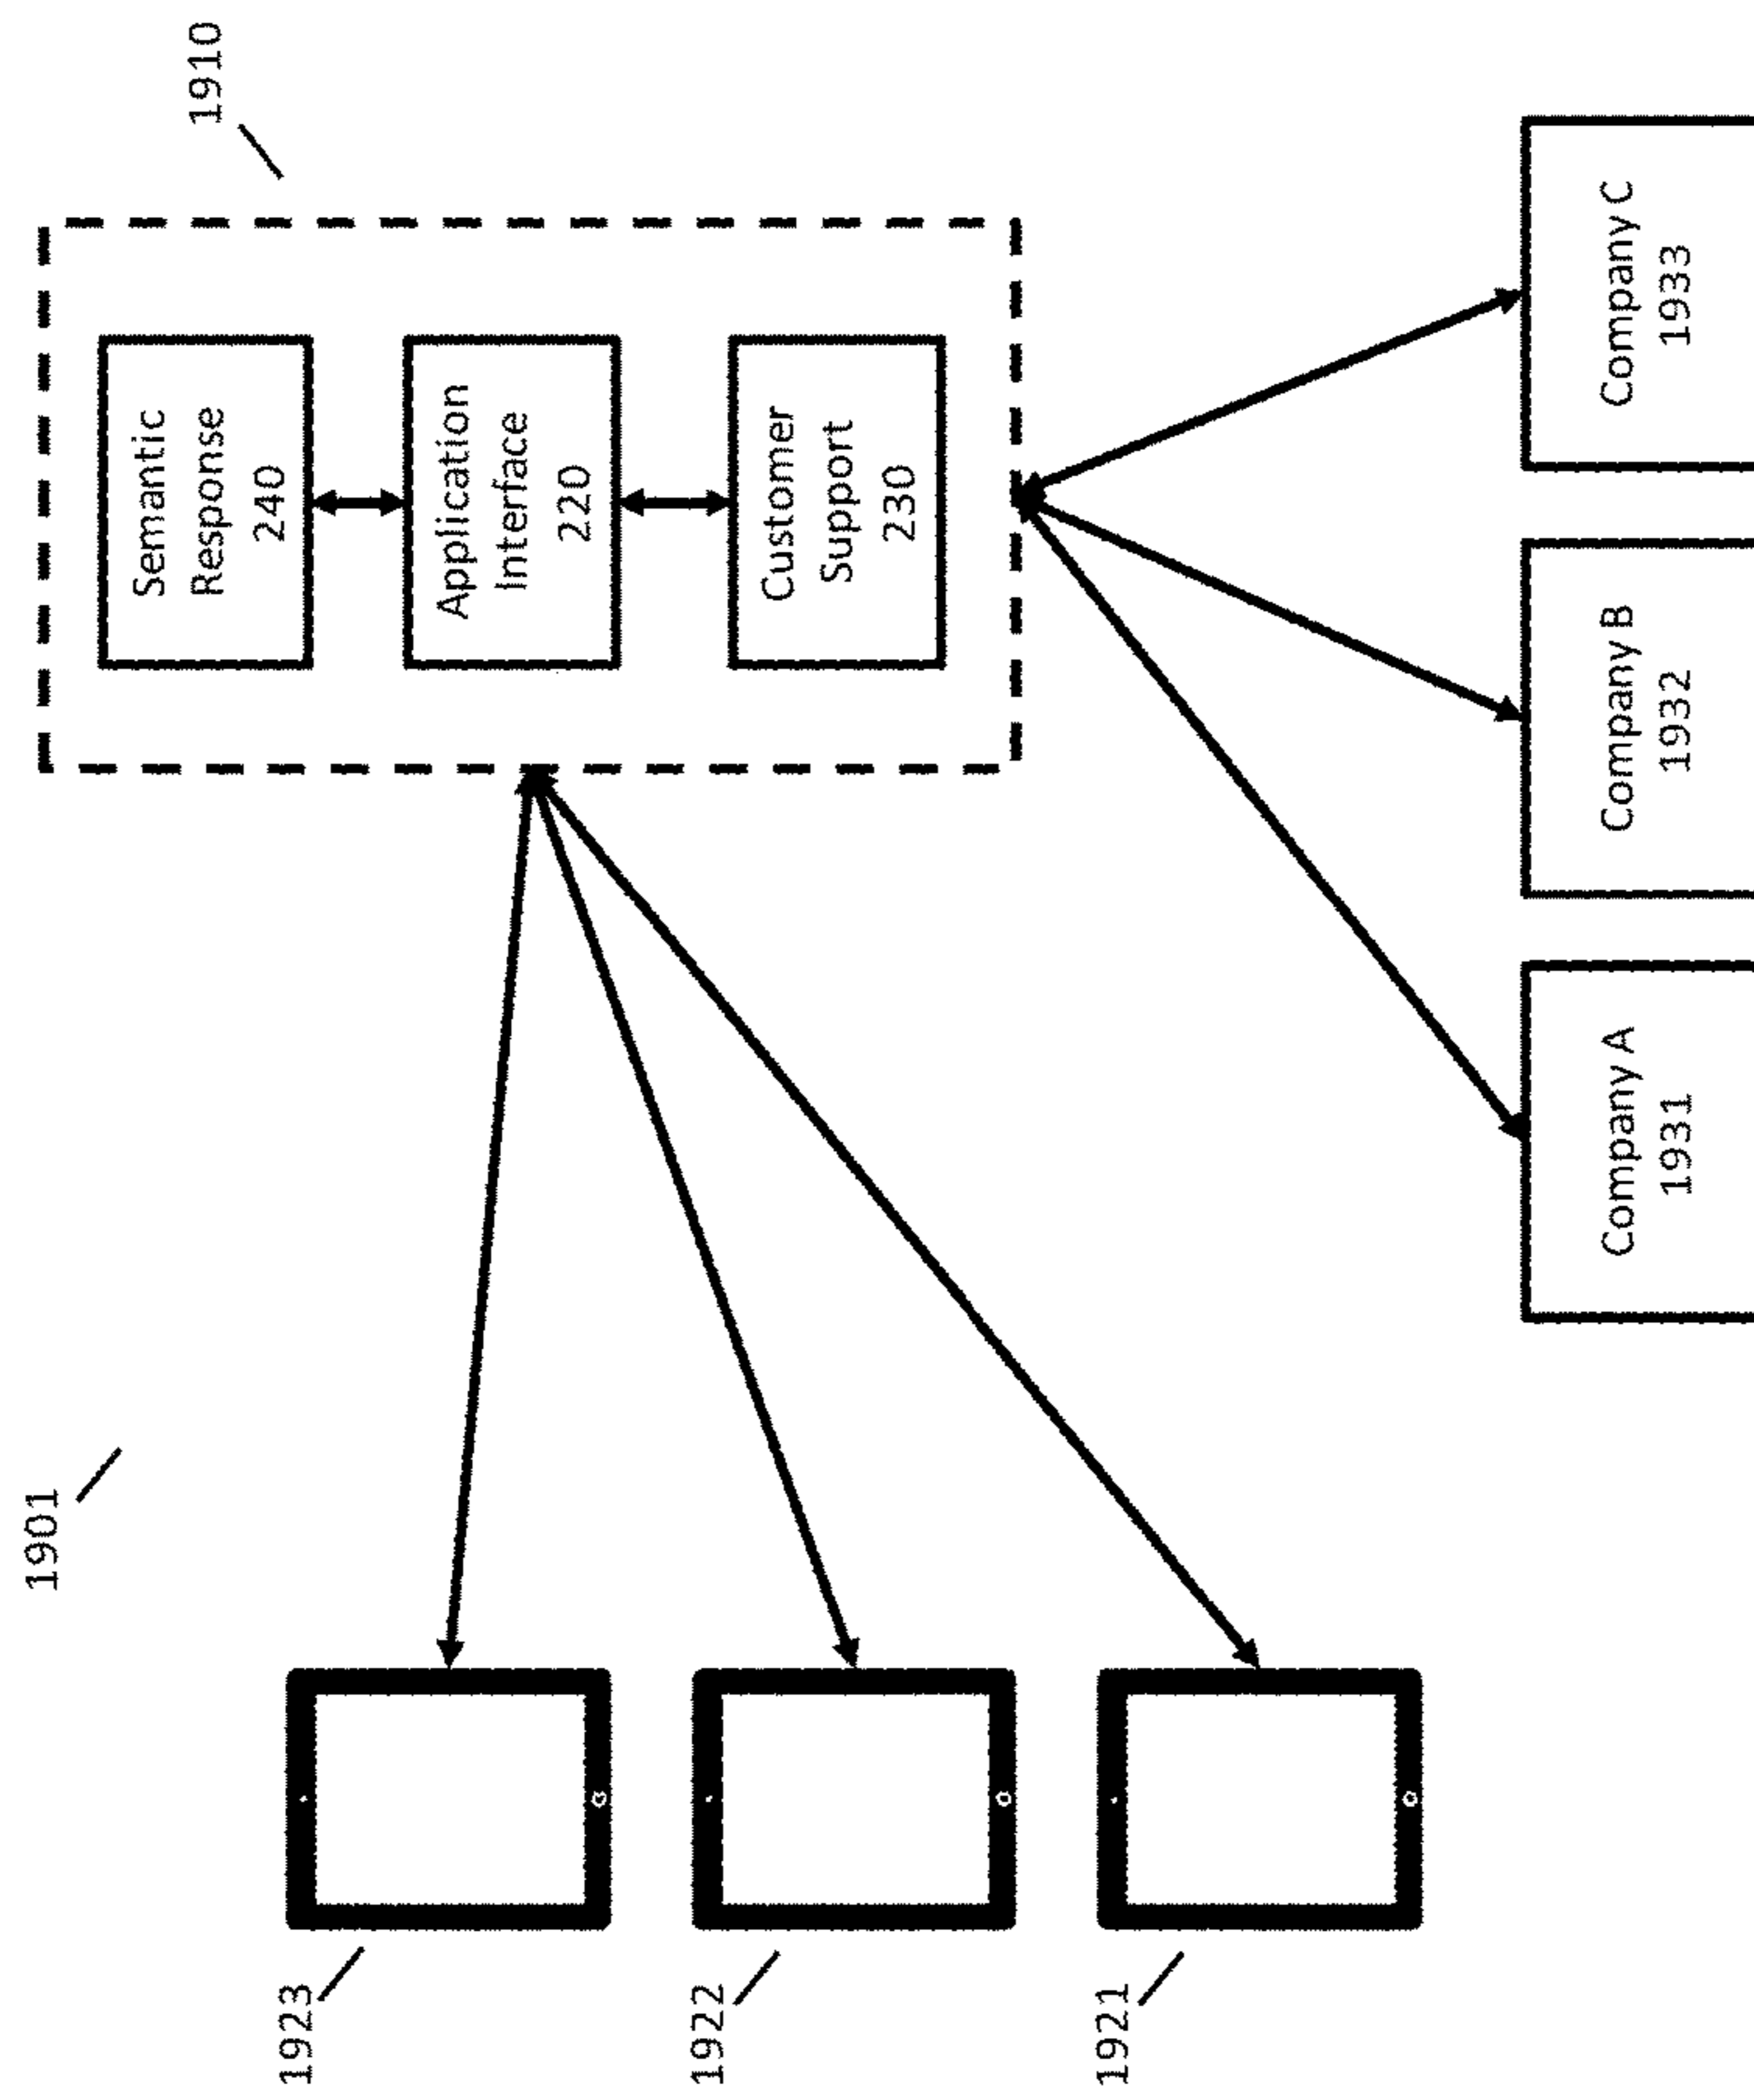 1901
1910
Semantic
Response
240
Application
Interface
220
Customer
Support
230
1923
1922
1921
Company A
1931
Company B
1932
Company C
1933